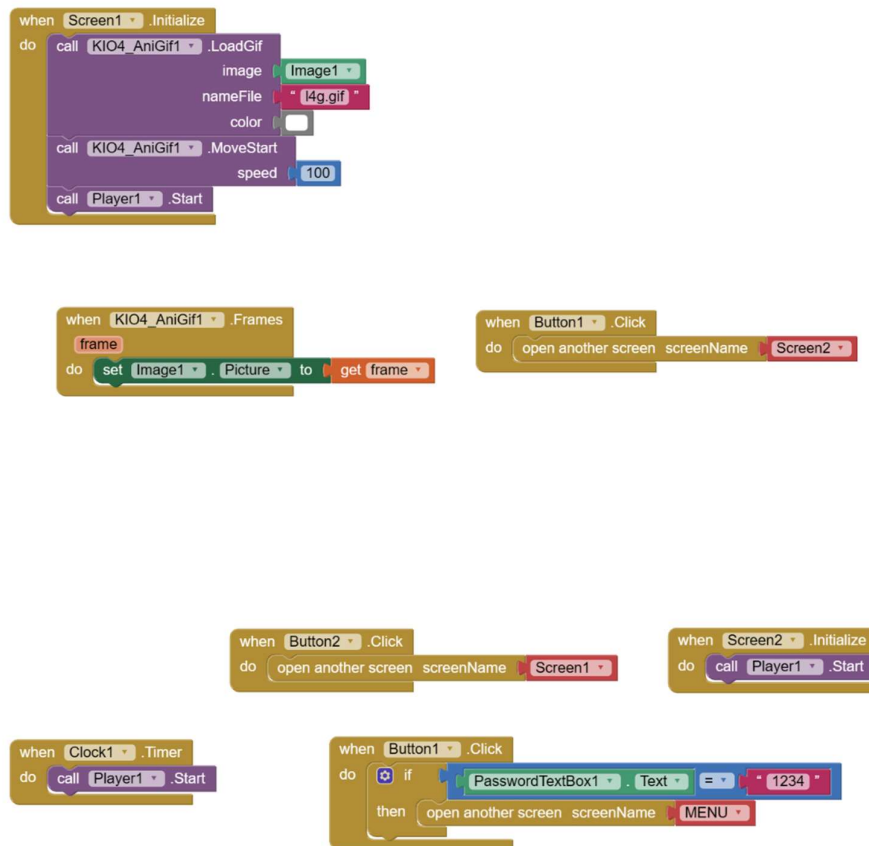 when Screen1 .Initialize
do call KIO4_AniGif1 .LoadGif
image Image1
nameFile " l4g.gif "
color
call KIO4_AniGif1 .MoveStart
speed 100
call Player1 .Start
when KIO4_AniGif1 .Frames
frame
do set Image1 . Picture to get frame
when Button1 .Click
do open another screen screenName Screen2
when Button2 .Click
do open another screen screenName Screen1
when Screen2 .Initialize
do call Player1 .Start
when Clock1 .Timer
do call Player1 .Start
when Button1 .Click
do if PasswordTextBox1 . Text = " 1234 "
then open another screen screenName MENU